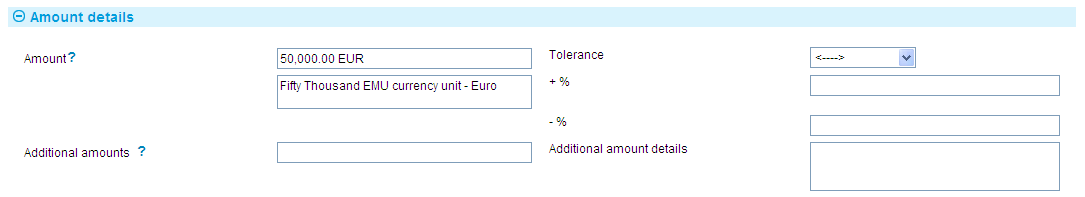 Amount details
Amount?
50,000.00 EUR
Fifty Thousand EMU currency unit - Euro
Tolerance
<---->
+ %
- %
Additional amounts ?
Additional amount details